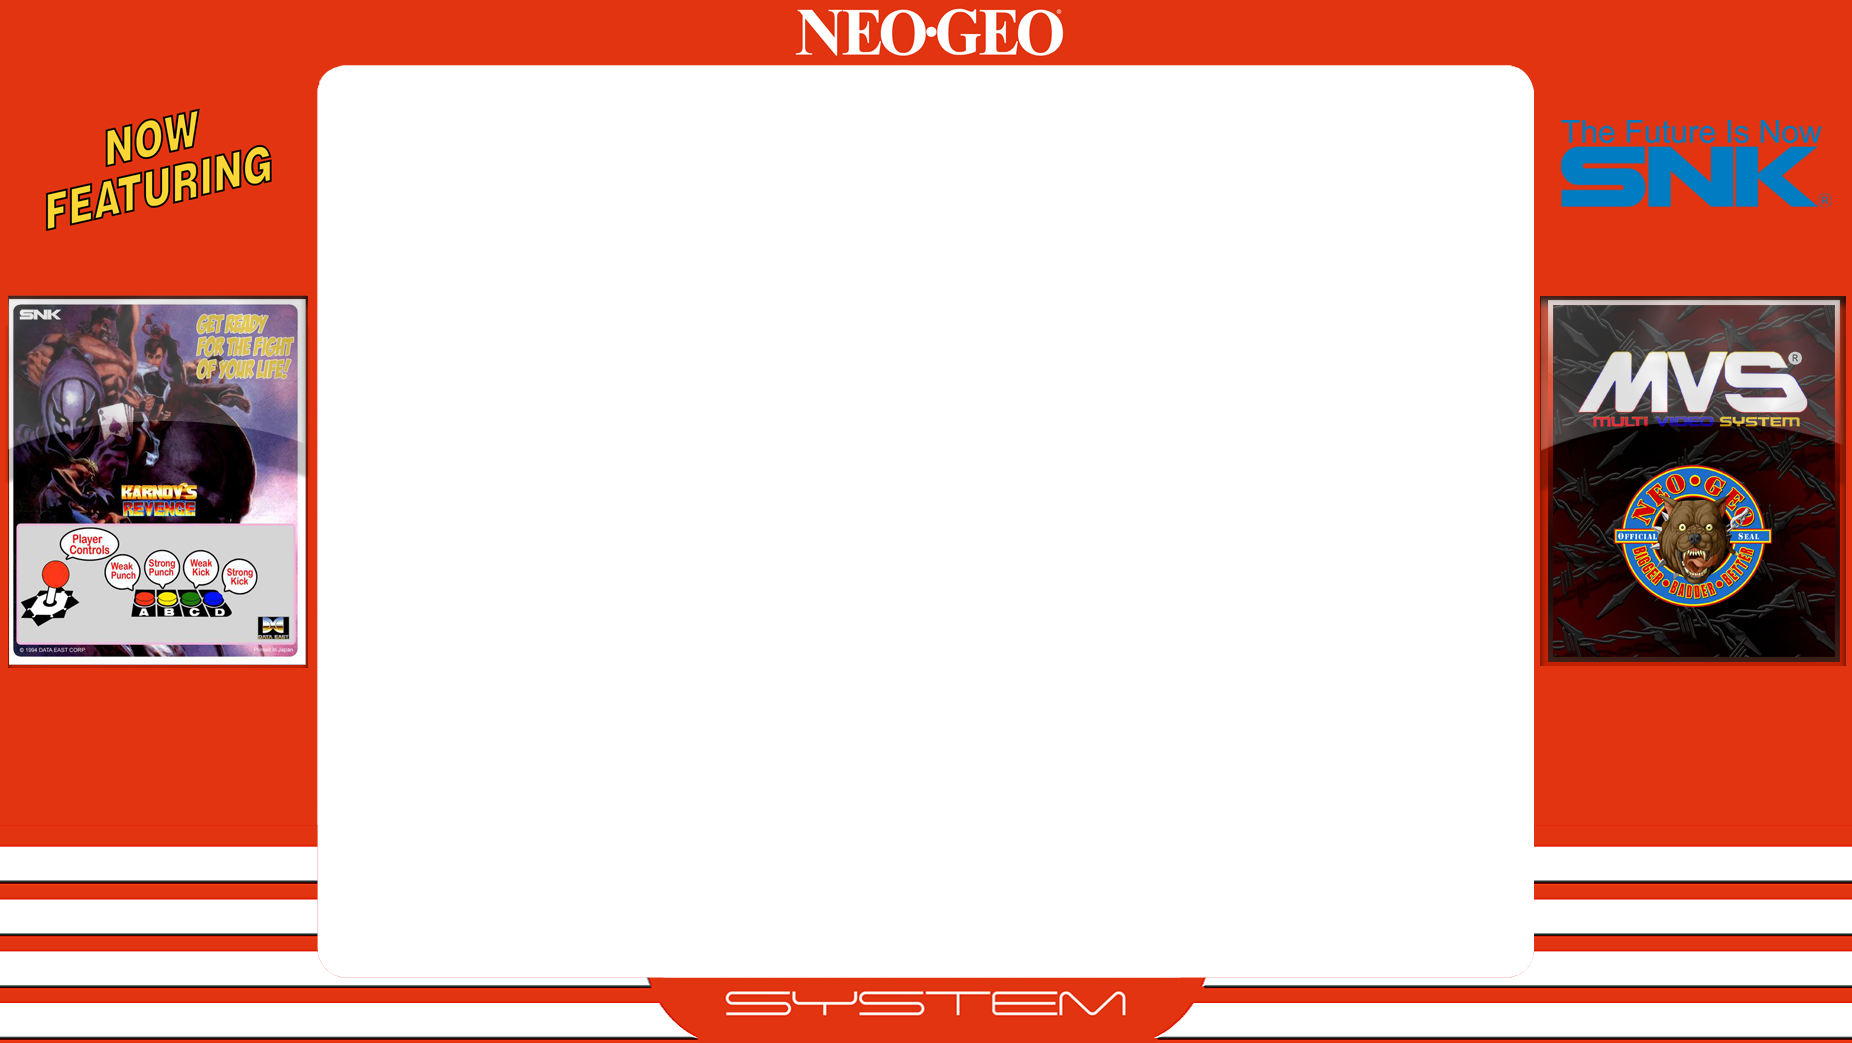 NEO•GEO®
NOW
FEATURING
The Future Is Now
SNK®
SNK
GET READY
FOR THE FIGHT
OF YOUR LIFE!
KARNOV'S
REVENGE
Player
Controls
Weak
Punch
Strong
Punch
Weak
Kick
Strong
Kick
A B C D
DATA EAST
© 1994 DATA EAST CORP.
Printed in Japan
MVS®
MULTI VIDEO SYSTEM
NEO•GEO
OFFICIAL SEAL
BIGGER•BADDER•BETTER
SYSTEM